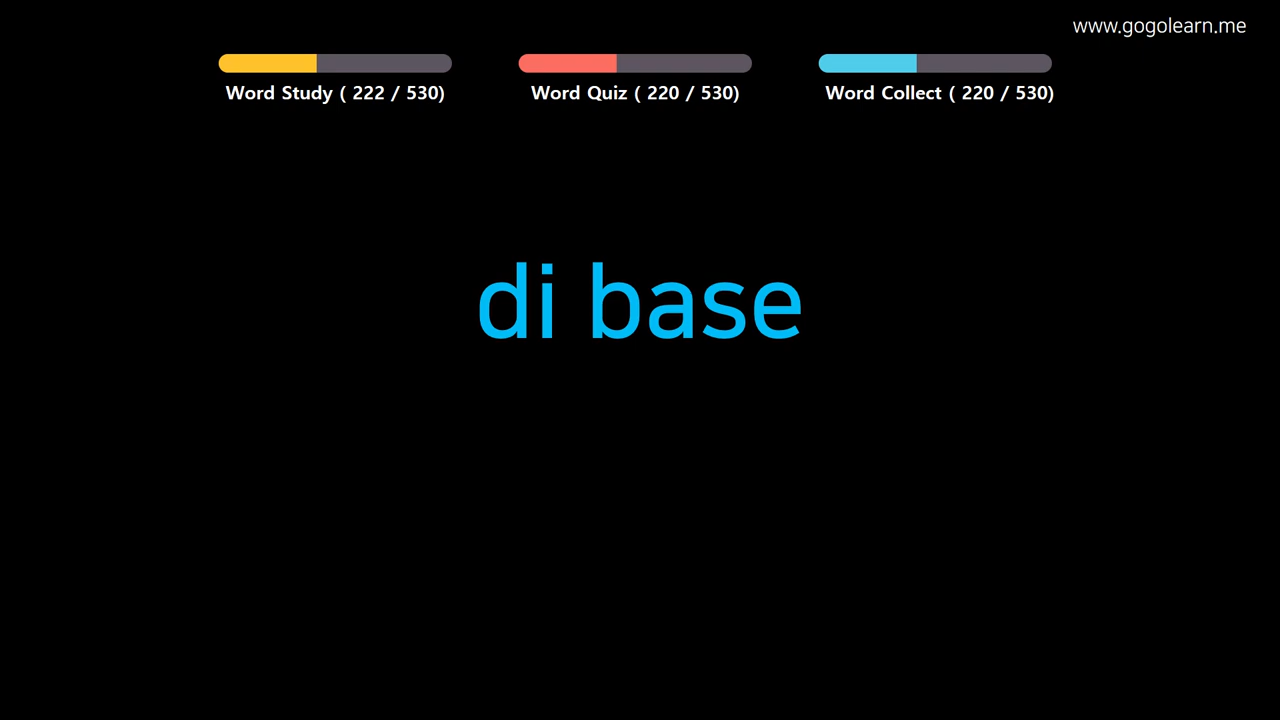 www.gogolearn.me
Word Study ( 222 / 530)
Word Quiz ( 220 / 530)
Word Collect ( 220 / 530)
di base